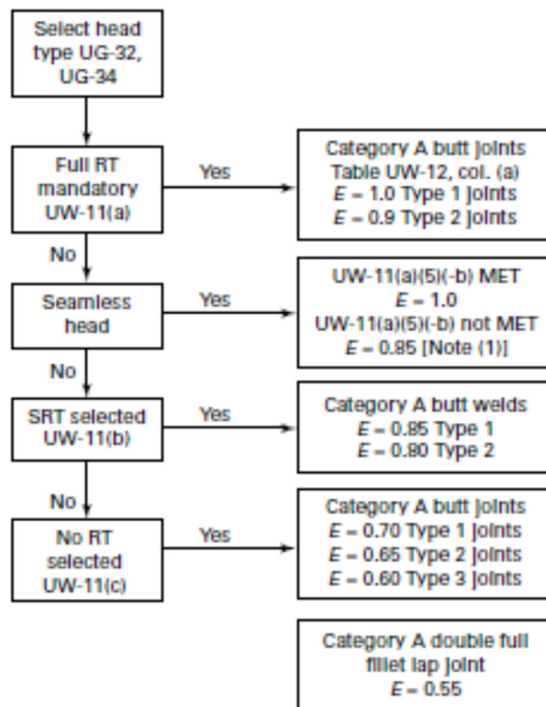 Select head
type UG-32,
UG-34
Full RT
mandatory
UW-11(a)
Yes
Category A butt joints
Table UW-12, col. (a)
E = 1.0 Type 1 joints
E = 0.9 Type 2 joints
No
Seamless
head
Yes
UW-11(a)(5)(-b) MET
E = 1.0
UW-11(a)(5)(-b) not MET
E = 0.85 [Note (1)]
No
SRT selected
UW-11(b)
Yes
Category A butt welds
E = 0.85 Type 1
E = 0.80 Type 2
No
No RT
selected
UW-11(c)
Yes
Category A butt joints
E = 0.70 Type 1 joints
E = 0.65 Type 2 joints
E = 0.60 Type 3 joints
Category A double full
fillet lap joint
E = 0.55